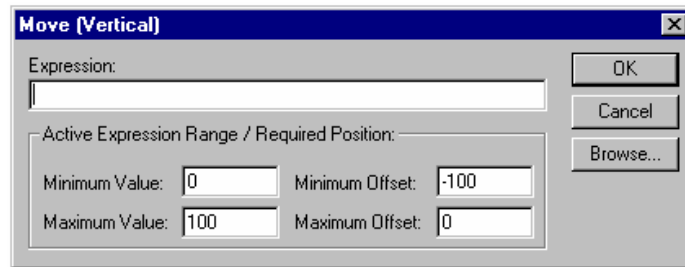 Move (Vertical)
Expression:
OK
Cancel
Active Expression Range / Required Position:
Browse...
Minimum Value: 0 Minimum Offset: -100
Maximum Value: 100 Maximum Offset: 0